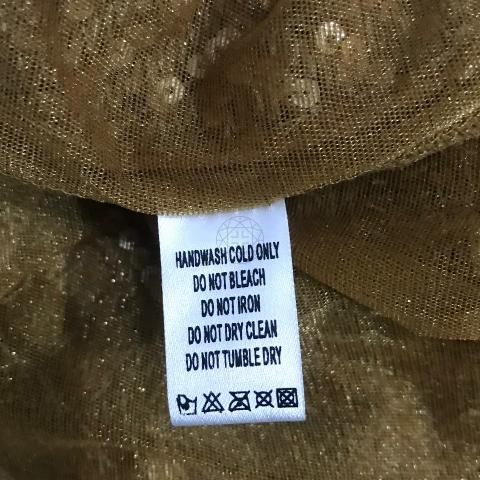 HANDWASH COLD ONLY
DO NOT BLEACH
DO NOT IRON
DO NOT DRY CLEAN
DO NOT TUMBLE DRY